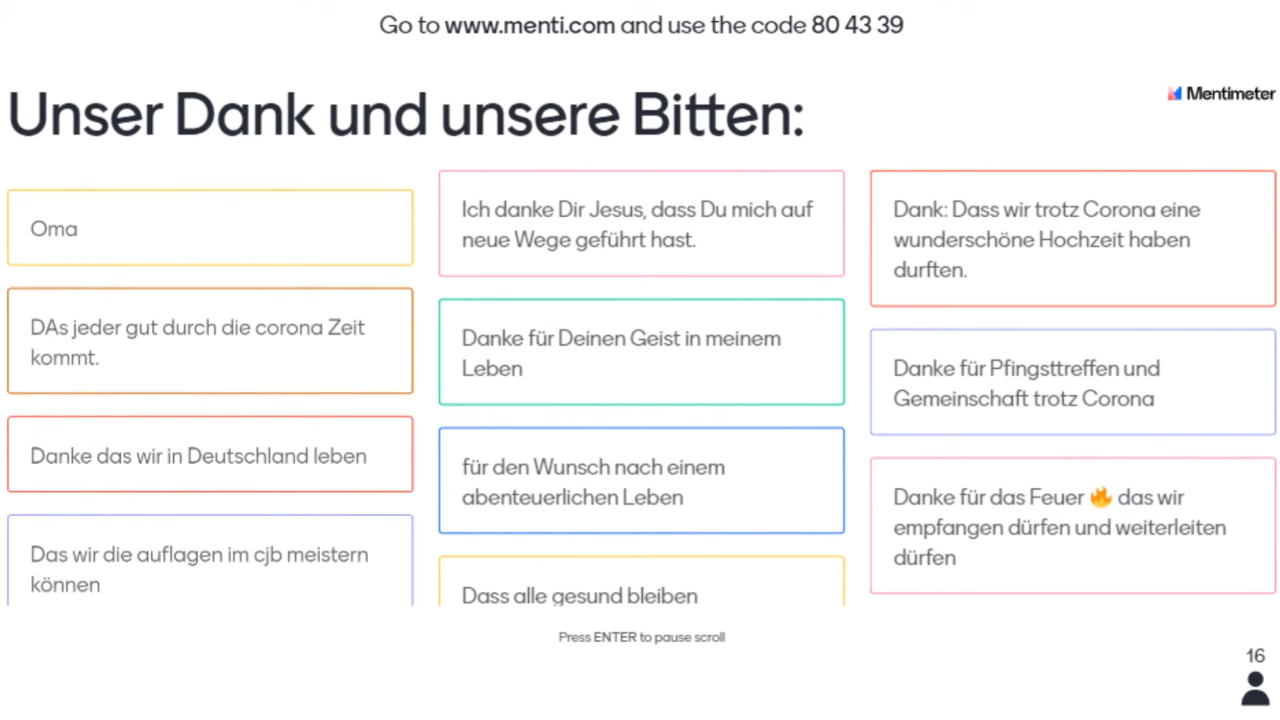 Go to www.menti.com and use the code 80 43 39
Mentimeter
Unser Dank und unsere Bitten:
Oma
DAs jeder gut durch die corona Zeit
kommt.
Danke das wir in Deutschland leben
Das wir die auflagen im cjb meistern
können
Ich danke Dir Jesus, dass Du mich auf
neue Wege geführt hast.
Danke für Deinen Geist in meinem
Leben
für den Wunsch nach einem
abenteuerlichen Leben
Dass alle gesund bleiben
Dank: Dass wir trotz Corona eine
wunderschöne Hochzeit haben
durften.
Danke für Pfingsttreffen und
Gemeinschaft trotz Corona
Danke für das Feuer 🔥 das wir
empfangen dürfen und weiterleiten
dürfen
Press ENTER to pause scroll
16